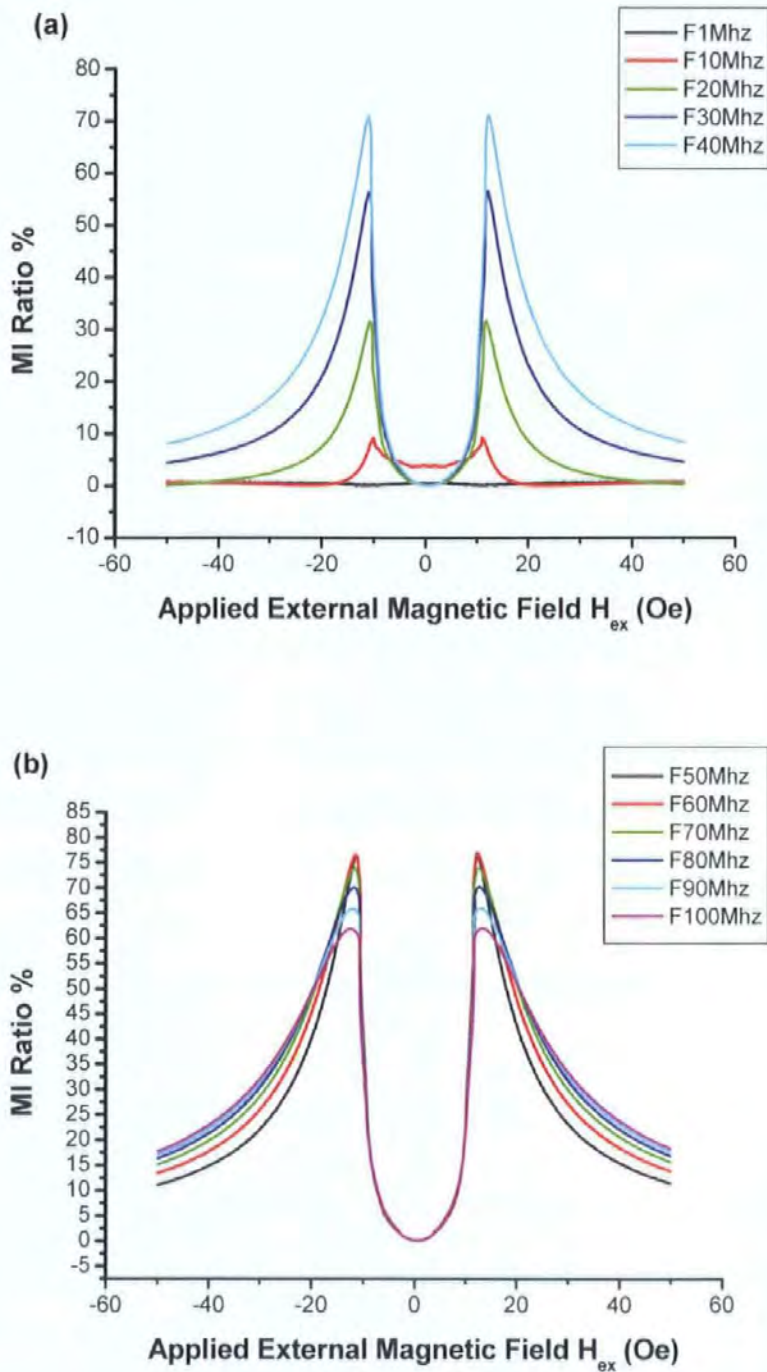 (a)
F1Mhz
F10Mhz
F20Mhz
F30Mhz
F40Mhz
80
70
60
50
40
30
20
10
0
-10
MI Ratio %
-60
-40
-20
0
20
40
60
Applied External Magnetic Field H_ex (Oe)
(b)
F50Mhz
F60Mhz
F70Mhz
F80Mhz
F90Mhz
F100Mhz
85
80
75
70
65
60
55
50
45
40
35
30
25
20
15
10
5
0
-5
MI Ratio %
-60
-40
-20
0
20
40
60
Applied External Magnetic Field H_ex (Oe)